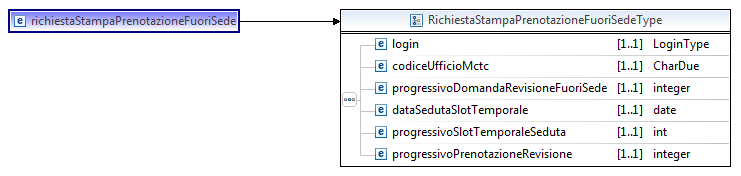 richiestaStampaPrenotazioneFuoriSede RichiestaStampaPrenotazioneFuoriSedeType
login [1..1] LoginType
codiceUfficioMctc [1..1] CharDue
progressivoDomandaRevisioneFuoriSede [1..1] integer
dataSedutaSlotTemporale [1..1] date
progressivoSlotTemporaleSeduta [1..1] int
progressivoPrenotazioneRevisione [1..1] integer